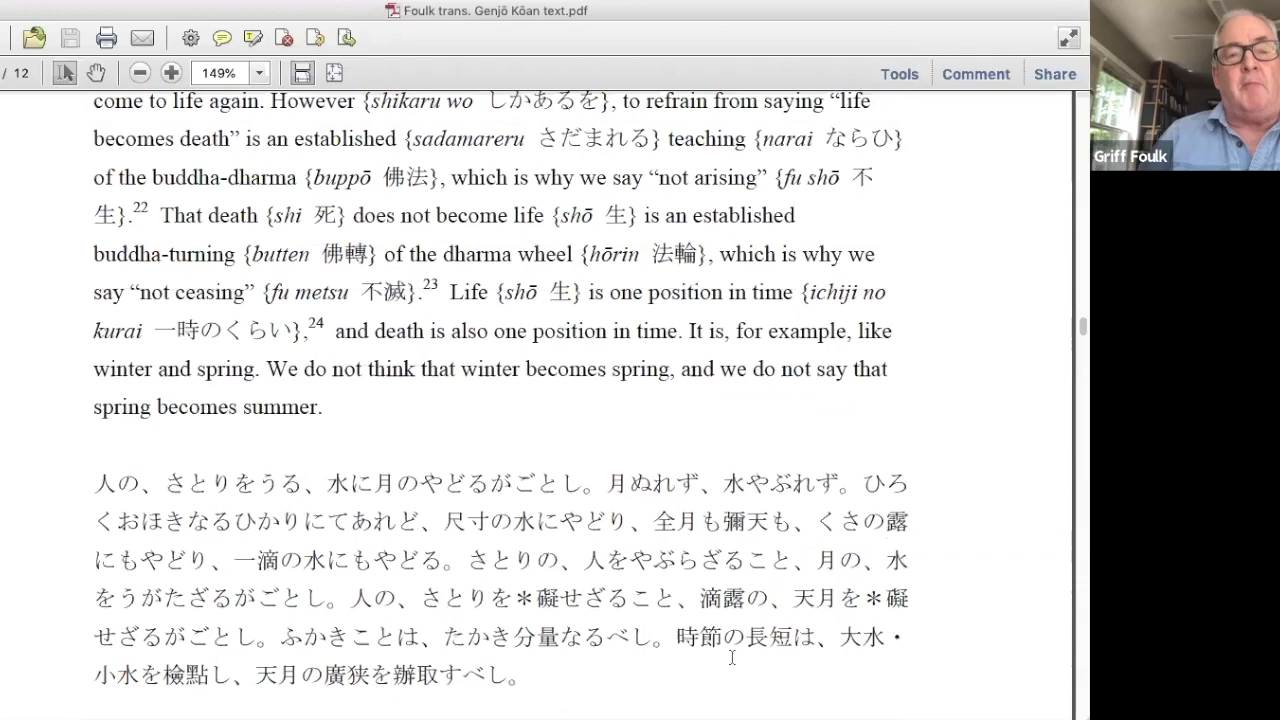 Foulk trans. Genjō Kōan text.pdf
/ 12
149%
Tools
Comment
Share
come to life again. However {shikaru wo しかあるを}, to refrain from saying “life
becomes death” is an established {sadamareru さだまれる} teaching {narai ならひ}
of the buddha-dharma {buppō 佛法}, which is why we say “not arising” {fu shō 不
生}.22 That death {shi 死} does not become life {shō 生} is an established
buddha-turning {butten 佛轉} of the dharma wheel {hōrin 法輪}, which is why we
say “not ceasing” {fu metsu 不滅}.23 Life {shō 生} is one position in time {ichiji no
kurai 一時のくらい},24 and death is also one position in time. It is, for example, like
winter and spring. We do not think that winter becomes spring, and we do not say that
spring becomes summer.
人の、さとりをうる、水に月のやどるがごとし。月ぬれず、水やぶれず。ひろ
くおほきなるひかりにてあれど、尺寸の水にやどり、全月も彌天も、くさの露
にもやどり、一滴の水にもやどる。さとりの、人をやぶらざること、月の、水
をうがたざるがごとし。人の、さとりを＊礙せざること、滴露の、天月を＊礙
せざるがごとし。ふかきことは、たかき分量なるべし。時節の長短は、大水・
小水を檢點し、天月の廣狭を辦取すべし。
Griff Foulk